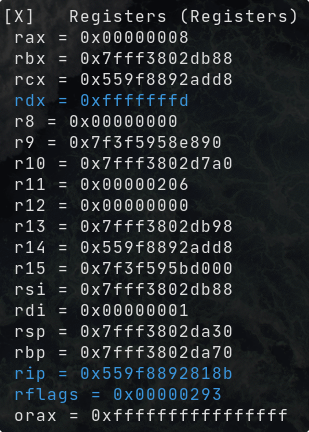 [X]   Registers (Registers)
rax = 0x00000008
rbx = 0x7fff3802db88
rcx = 0x559f8892add8
rdx = 0xfffffffd
r8 = 0x00000000
r9 = 0x7f3f5958e890
r10 = 0x7fff3802d7a0
r11 = 0x00000206
r12 = 0x00000000
r13 = 0x7fff3802db98
r14 = 0x559f8892add8
r15 = 0x7f3f595bd000
rsi = 0x7fff3802db88
rdi = 0x00000001
rsp = 0x7fff3802da30
rbp = 0x7fff3802da70
rip = 0x559f8892818b
rflags = 0x00000293
orax = 0xffffffffffffffff